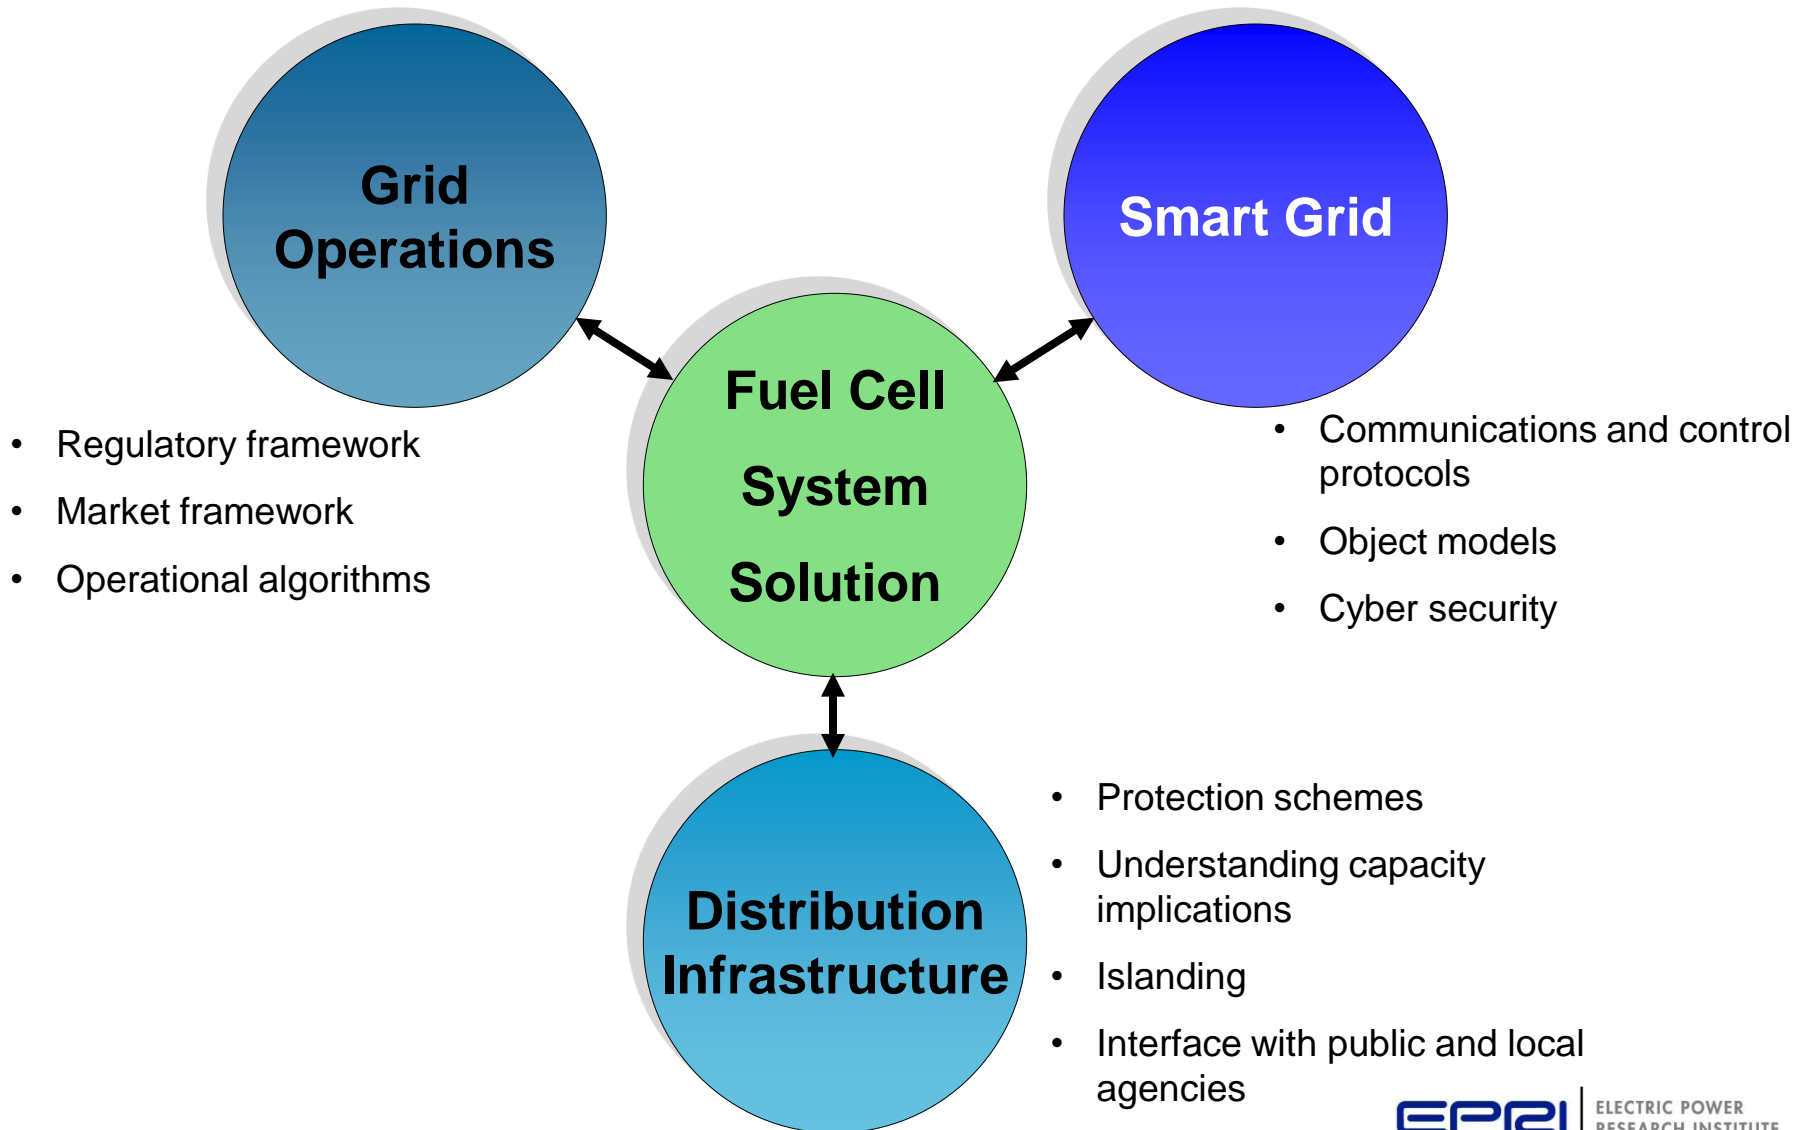 Grid
Operations
Smart Grid
Fuel Cell
System
Solution
• Regulatory framework
• Market framework
• Operational algorithms
• Communications and control
protocols
• Object models
• Cyber security
Distribution
Infrastructure
• Protection schemes
• Understanding capacity
implications
• Islanding
• Interface with public and local
agencies
EPRI
ELECTRIC POWER
RESEARCH INSTITUTE